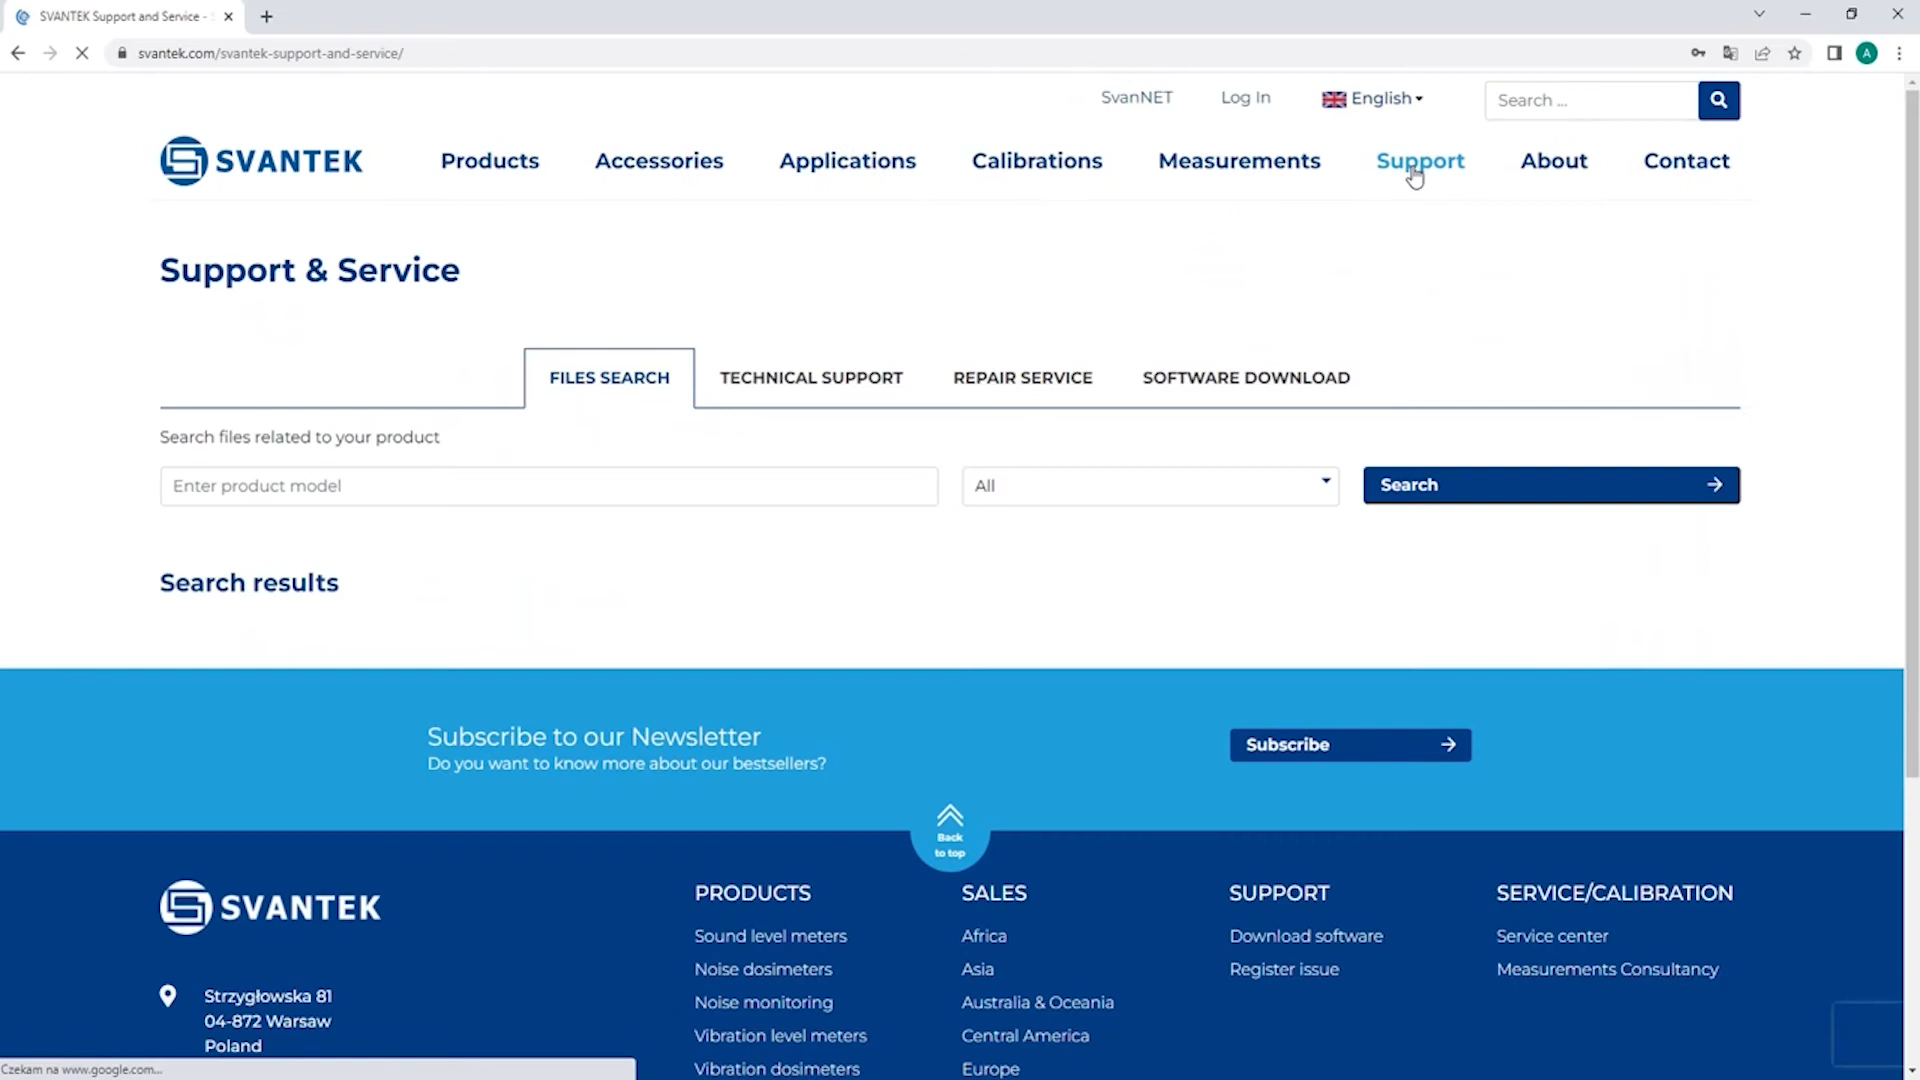 SVANTEK Support and Service -
svantek.com/svantek-support-and-service/
A
SvanNET Log In English Search ...
SVANTEK Products Accessories Applications Calibrations Measurements Support About Contact
Support & Service
FILES SEARCH TECHNICAL SUPPORT REPAIR SERVICE SOFTWARE DOWNLOAD
Search files related to your product
Enter product model All Search
Search results
Subscribe to our Newsletter
Do you want to know more about our bestsellers?
Subscribe
Back
to top
SVANTEK
Strzygłowska 81
04-872 Warsaw
Poland
PRODUCTS
Sound level meters
Noise dosimeters
Noise monitoring
Vibration level meters
Vibration dosimeters
SALES
Africa
Asia
Australia & Oceania
Central America
Europe
SUPPORT
Download software
Register issue
SERVICE/CALIBRATION
Service center
Measurements Consultancy
Czekam na www.google.com...